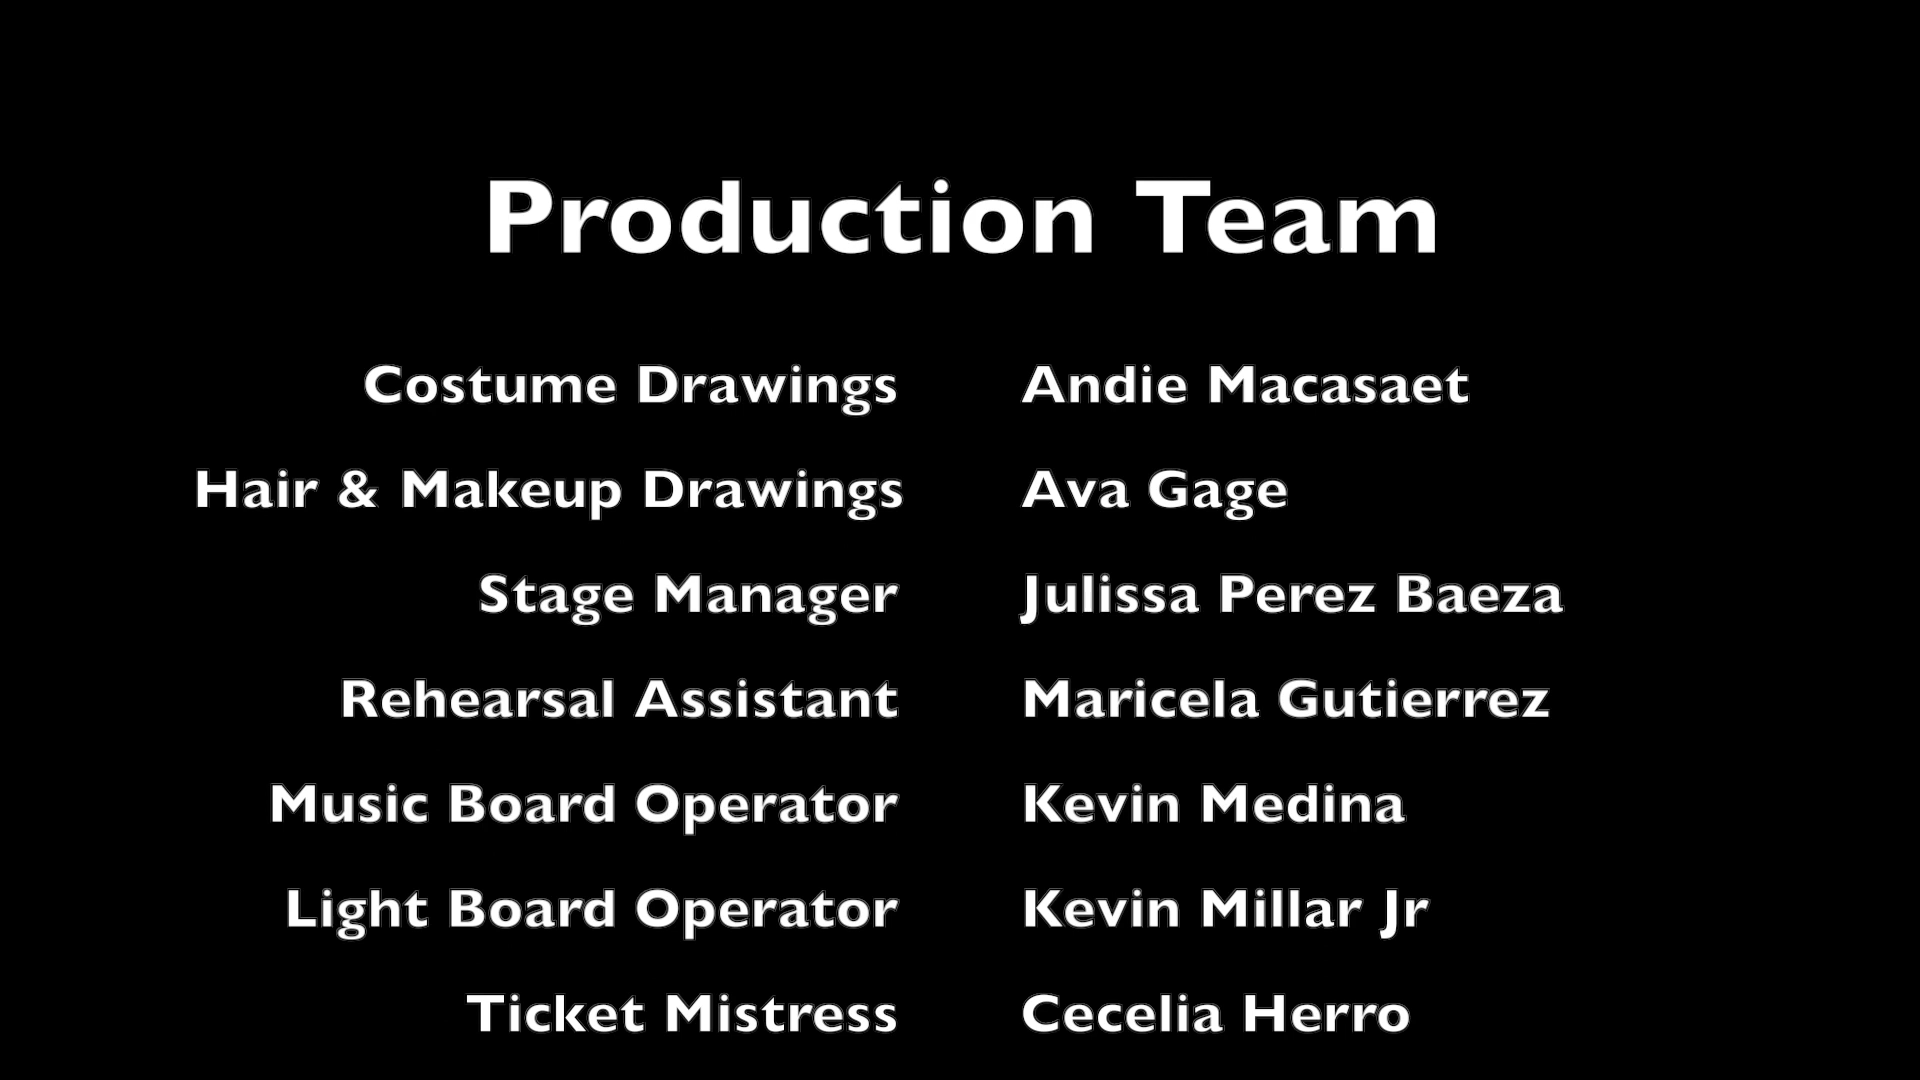 Production Team
Costume Drawings Andie Macasaet
Hair & Makeup Drawings Ava Gage
Stage Manager Julissa Perez Baeza
Rehearsal Assistant Maricela Gutierrez
Music Board Operator Kevin Medina
Light Board Operator Kevin Millar Jr
Ticket Mistress Cecelia Herro